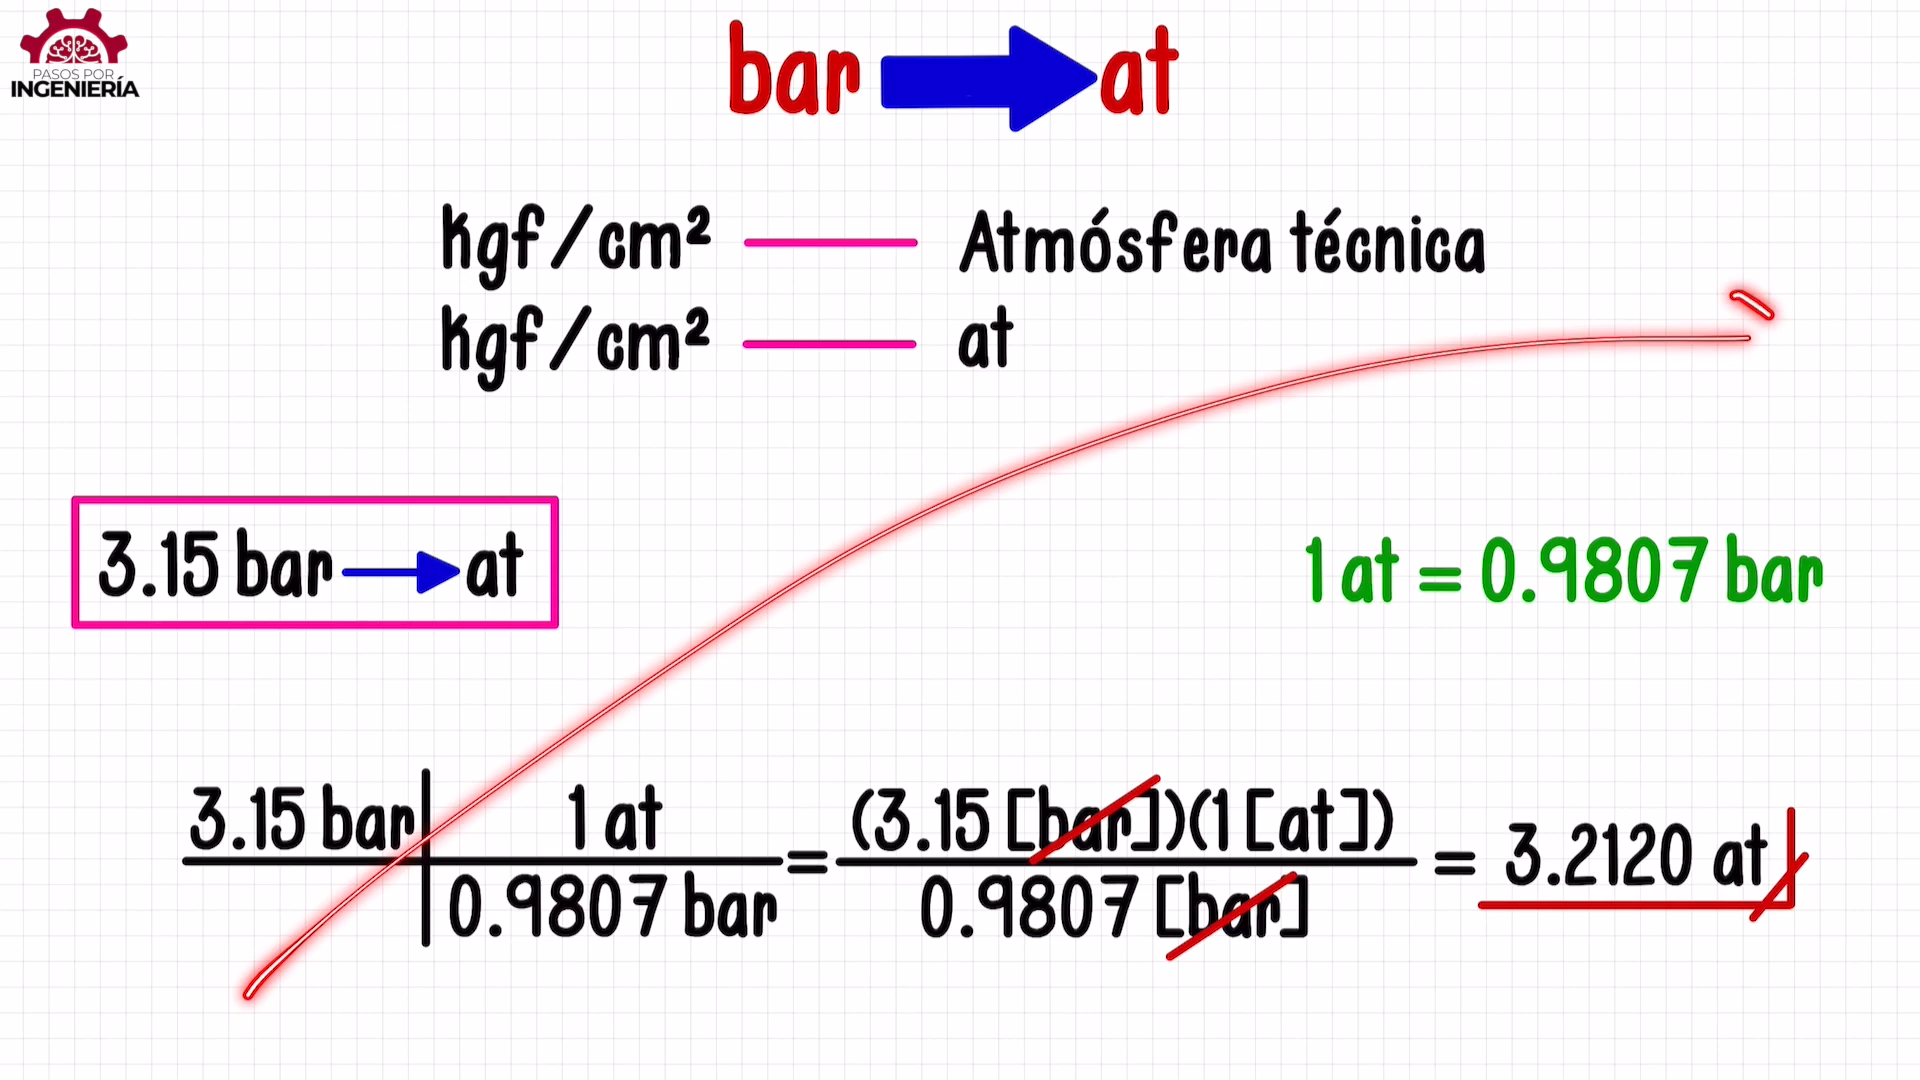 PASOS POR
INGENIERÍA
bar at
kgf/cm² Atmósfera técnica
kgf/cm² at
3.15 bar at
1 at = 0.9807 bar
3.15 bar 1 at = (3.15 [bar])(1 [at]) = 3.2120 at
0.9807 bar 0.9807 [bar]